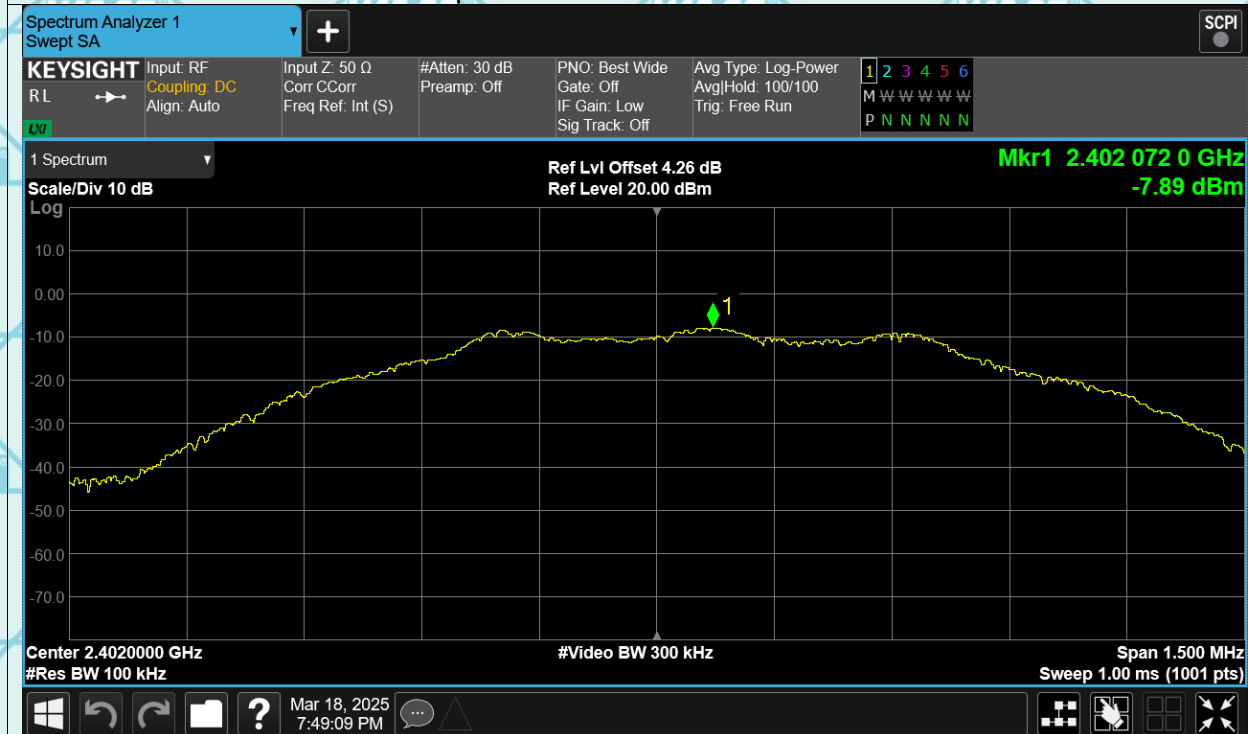 Spectrum Analyzer 1
Swept SA
▼
+
SCPI
KEYSIGHT
RL
LXI
Input: RF
Coupling: DC
Align: Auto
Input Z: 50 Ω
Corr CCorr
Freq Ref: Int (S)
#Atten: 30 dB
Preamp: Off
PNO: Best Wide
Gate: Off
IF Gain: Low
Sig Track: Off
Avg Type: Log-Power
Avg|Hold: 100/100
Trig: Free Run
1 2 3 4 5 6
M W W W W W
P N N N N N
1 Spectrum ▼
Scale/Div 10 dB
Log
Ref Lvl Offset 4.26 dB
Ref Level 20.00 dBm
Mkr1 2.402 072 0 GHz
-7.89 dBm
10.0
0.00
-10.0
-20.0
-30.0
-40.0
-50.0
-60.0
-70.0
1
Center 2.4020000 GHz
#Res BW 100 kHz
#Video BW 300 kHz
Span 1.500 MHz
Sweep 1.00 ms (1001 pts)
?
Mar 18, 2025
7:49:09 PM